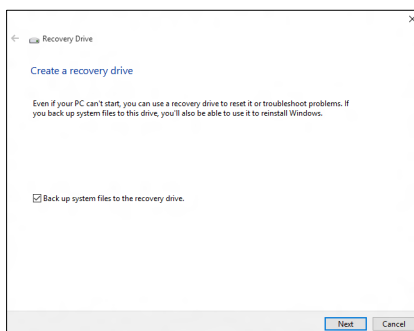 Recovery Drive
Create a recovery drive
Even if your PC can't start, you can use a recovery drive to reset it or troubleshoot problems. If
you back up system files to this drive, you'll also be able to use it to reinstall Windows.
Back up system files to the recovery drive.
Next Cancel